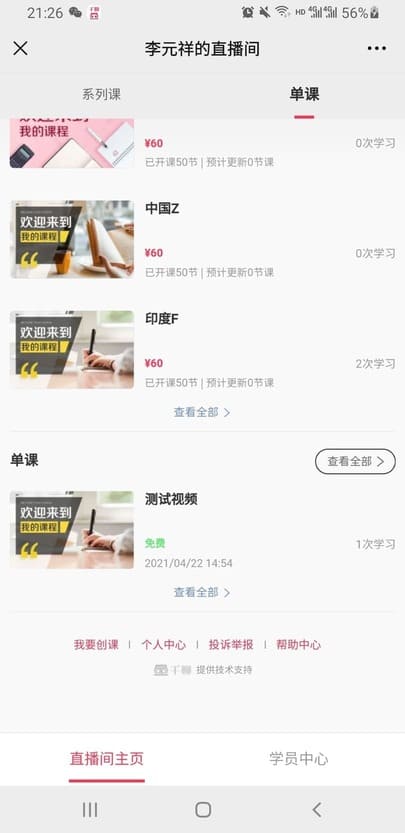 21:26
HD 4G 4G 56%
李元祥的直播间
系列课
单课
欢迎来到
我的课程
¥60
0次学习
已开课50节 | 预计更新0节课
欢迎来到
我的课程
中国Z
¥60
0次学习
已开课50节 | 预计更新0节课
欢迎来到
我的课程
印度F
¥60
2次学习
已开课50节 | 预计更新0节课
查看全部
单课
查看全部
欢迎来到
我的课程
测试视频
免费
1次学习
2021/04/22 14:54
查看全部
我要创课 | 个人中心 | 投诉举报 | 帮助中心
千聊 提供技术支持
直播间主页
学员中心